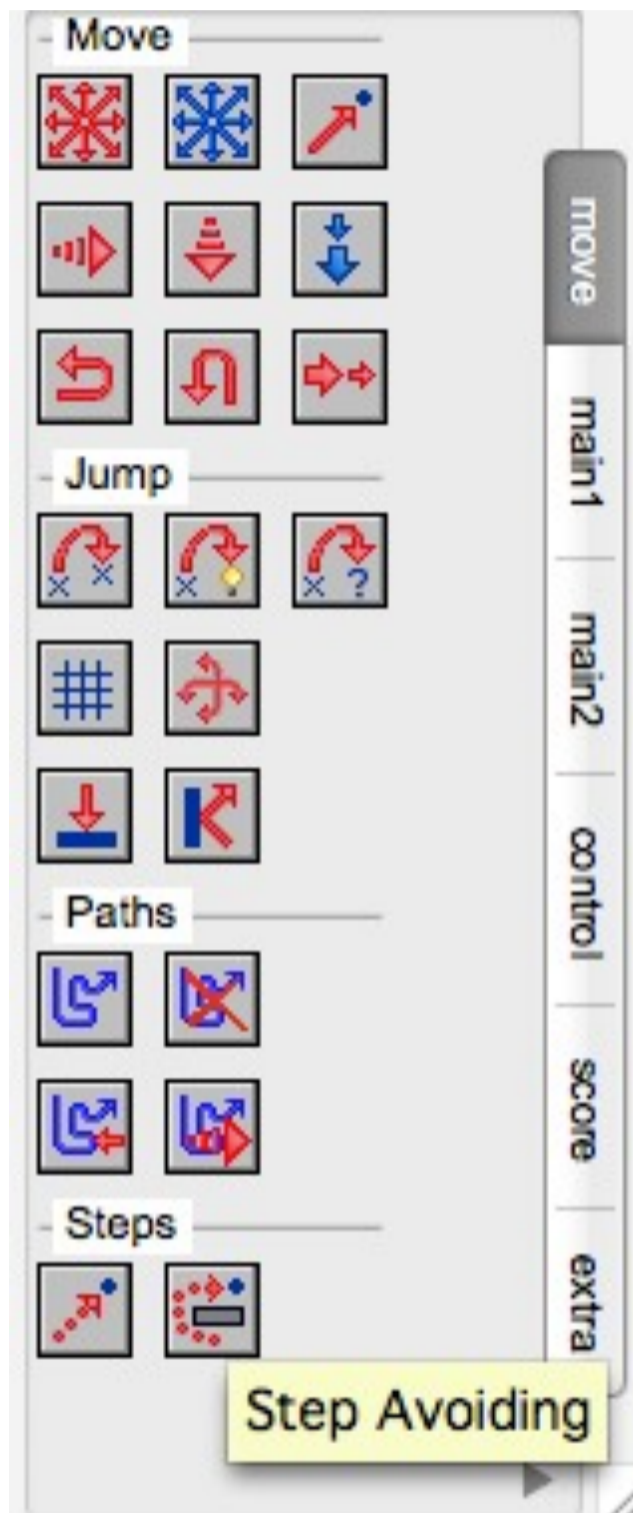 Move
Jump
Paths
Steps
Step Avoiding
move
main1
main2
control
score
extra